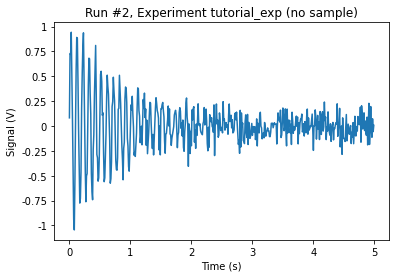 Run #2, Experiment tutorial_exp (no sample)
1
0.75
0.5
0.25
0
-0.25
-0.5
-0.75
-1
Signal (V)
0 1 2 3 4 5
Time (s)